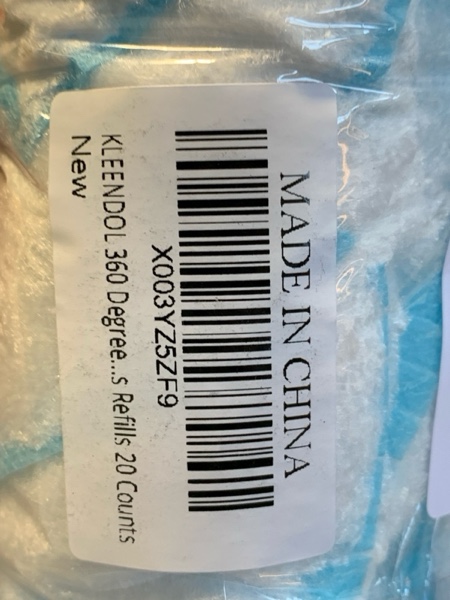 MADE IN CHINA
X003YZ5ZF9
KLEENDOL 360 Degree...s Refills 20 Counts
New